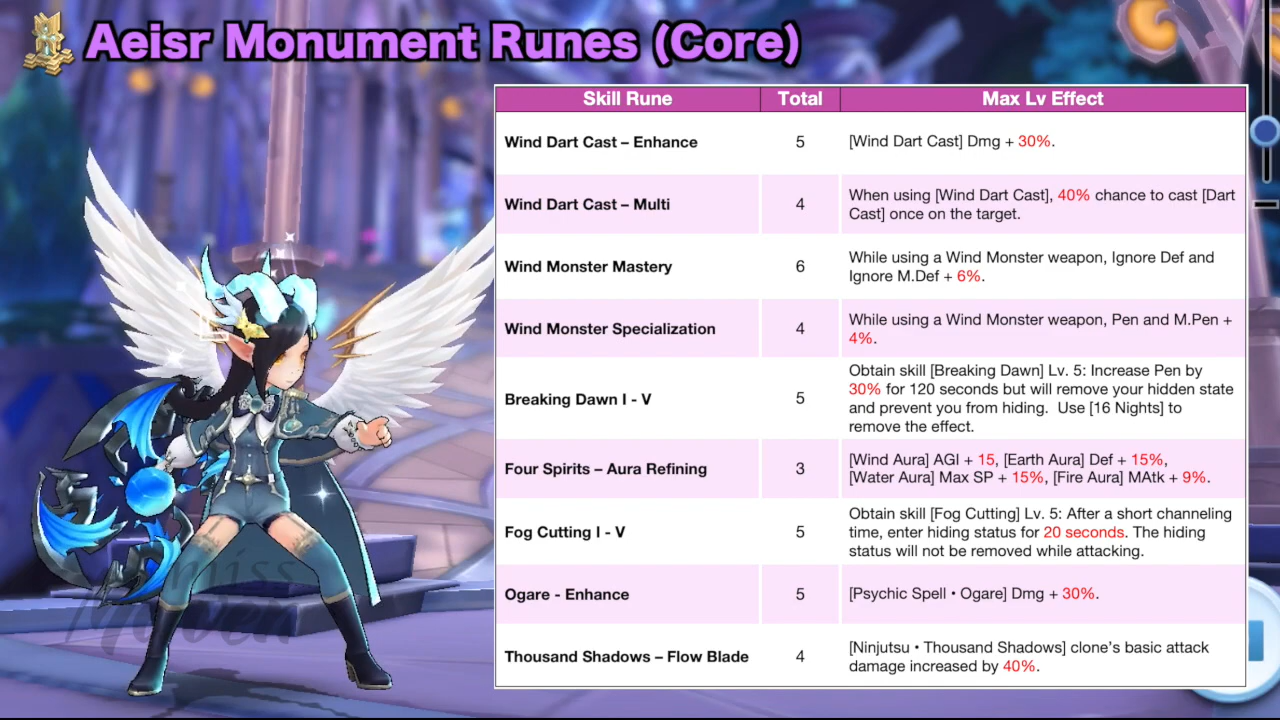 Aeisr Monument Runes (Core)
Skill Rune Total Max Lv Effect
Wind Dart Cast – Enhance 5 [Wind Dart Cast] Dmg + 30%.
Wind Dart Cast – Multi 4 When using [Wind Dart Cast], 40% chance to cast [Dart
Cast] once on the target.
Wind Monster Mastery 6 While using a Wind Monster weapon, Ignore Def and
Ignore M.Def + 6%.
Wind Monster Specialization 4 While using a Wind Monster weapon, Pen and M.Pen +
4%.
Breaking Dawn I - V 5 Obtain skill [Breaking Dawn] Lv. 5: Increase Pen by
30% for 120 seconds but will remove your hidden state
and prevent you from hiding. Use [16 Nights] to
remove the effect.
Four Spirits – Aura Refining 3 [Wind Aura] AGI + 15, [Earth Aura] Def + 15%,
[Water Aura] Max SP + 15%, [Fire Aura] MAtk + 9%.
Fog Cutting I - V 5 Obtain skill [Fog Cutting] Lv. 5: After a short channeling
time, enter hiding status for 20 seconds. The hiding
status will not be removed while attacking.
Ogare - Enhance 5 [Psychic Spell • Ogare] Dmg + 30%.
Thousand Shadows – Flow Blade 4 [Ninjutsu • Thousand Shadows] clone's basic attack
damage increased by 40%.